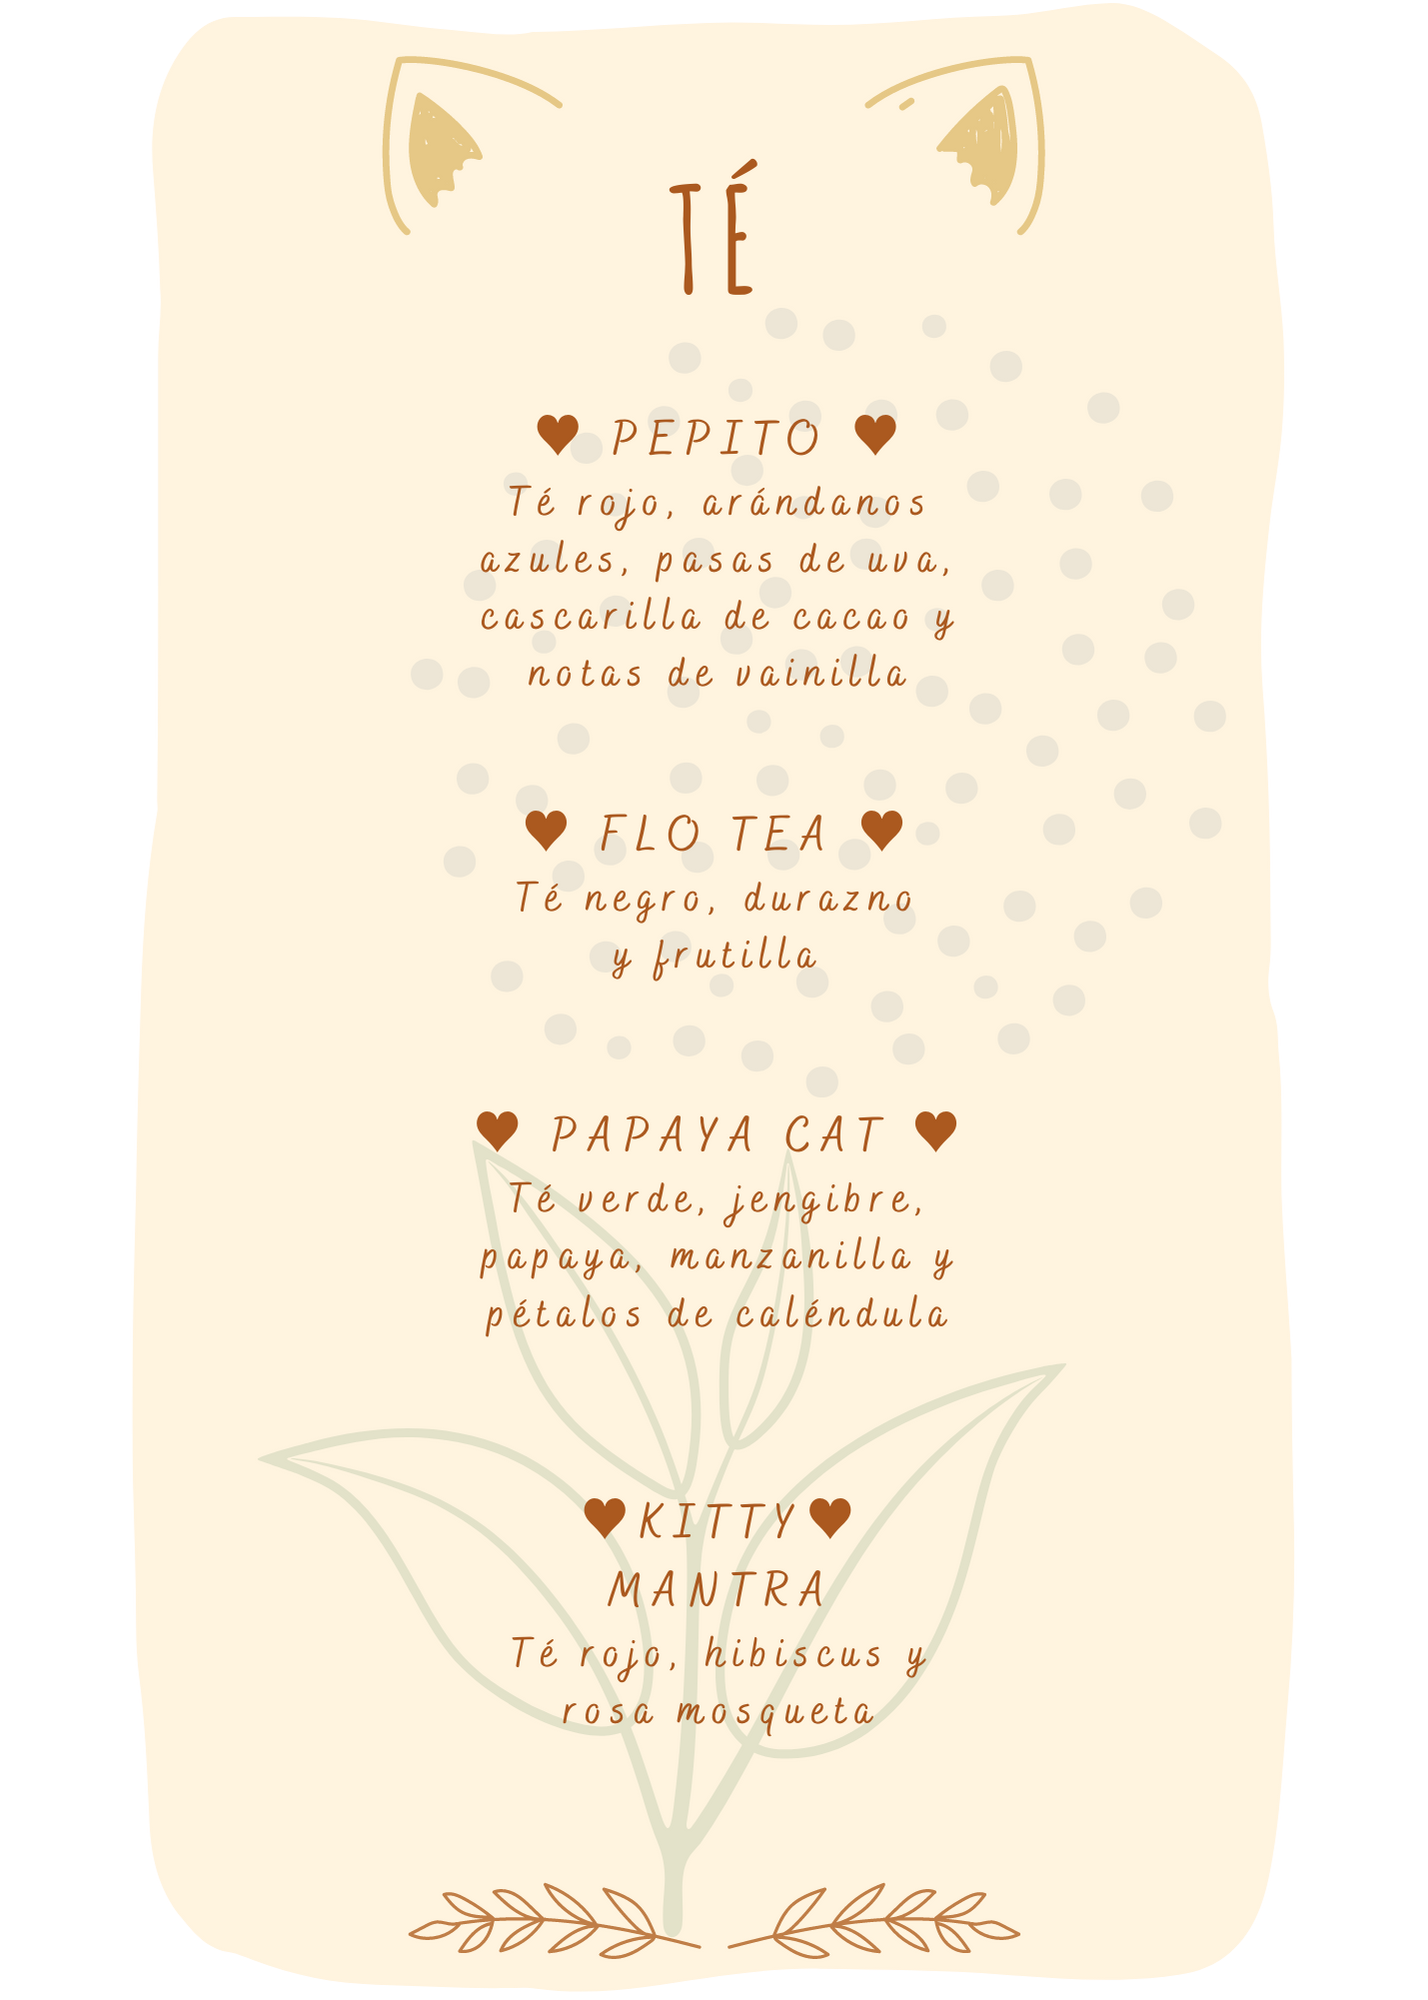 TÉ
♥ PEPITO ♥
Té rojo, arándanos
azules, pasas de uva,
cascarilla de cacao y
notas de vainilla
♥ FLO TEA ♥
Té negro, durazno
y frutilla
♥ PAPAYA CAT ♥
Té verde, jengibre,
papaya, manzanilla y
pétalos de caléndula
♥KITTY♥
MANTRA
Té rojo, hibiscus y
rosa mosqueta